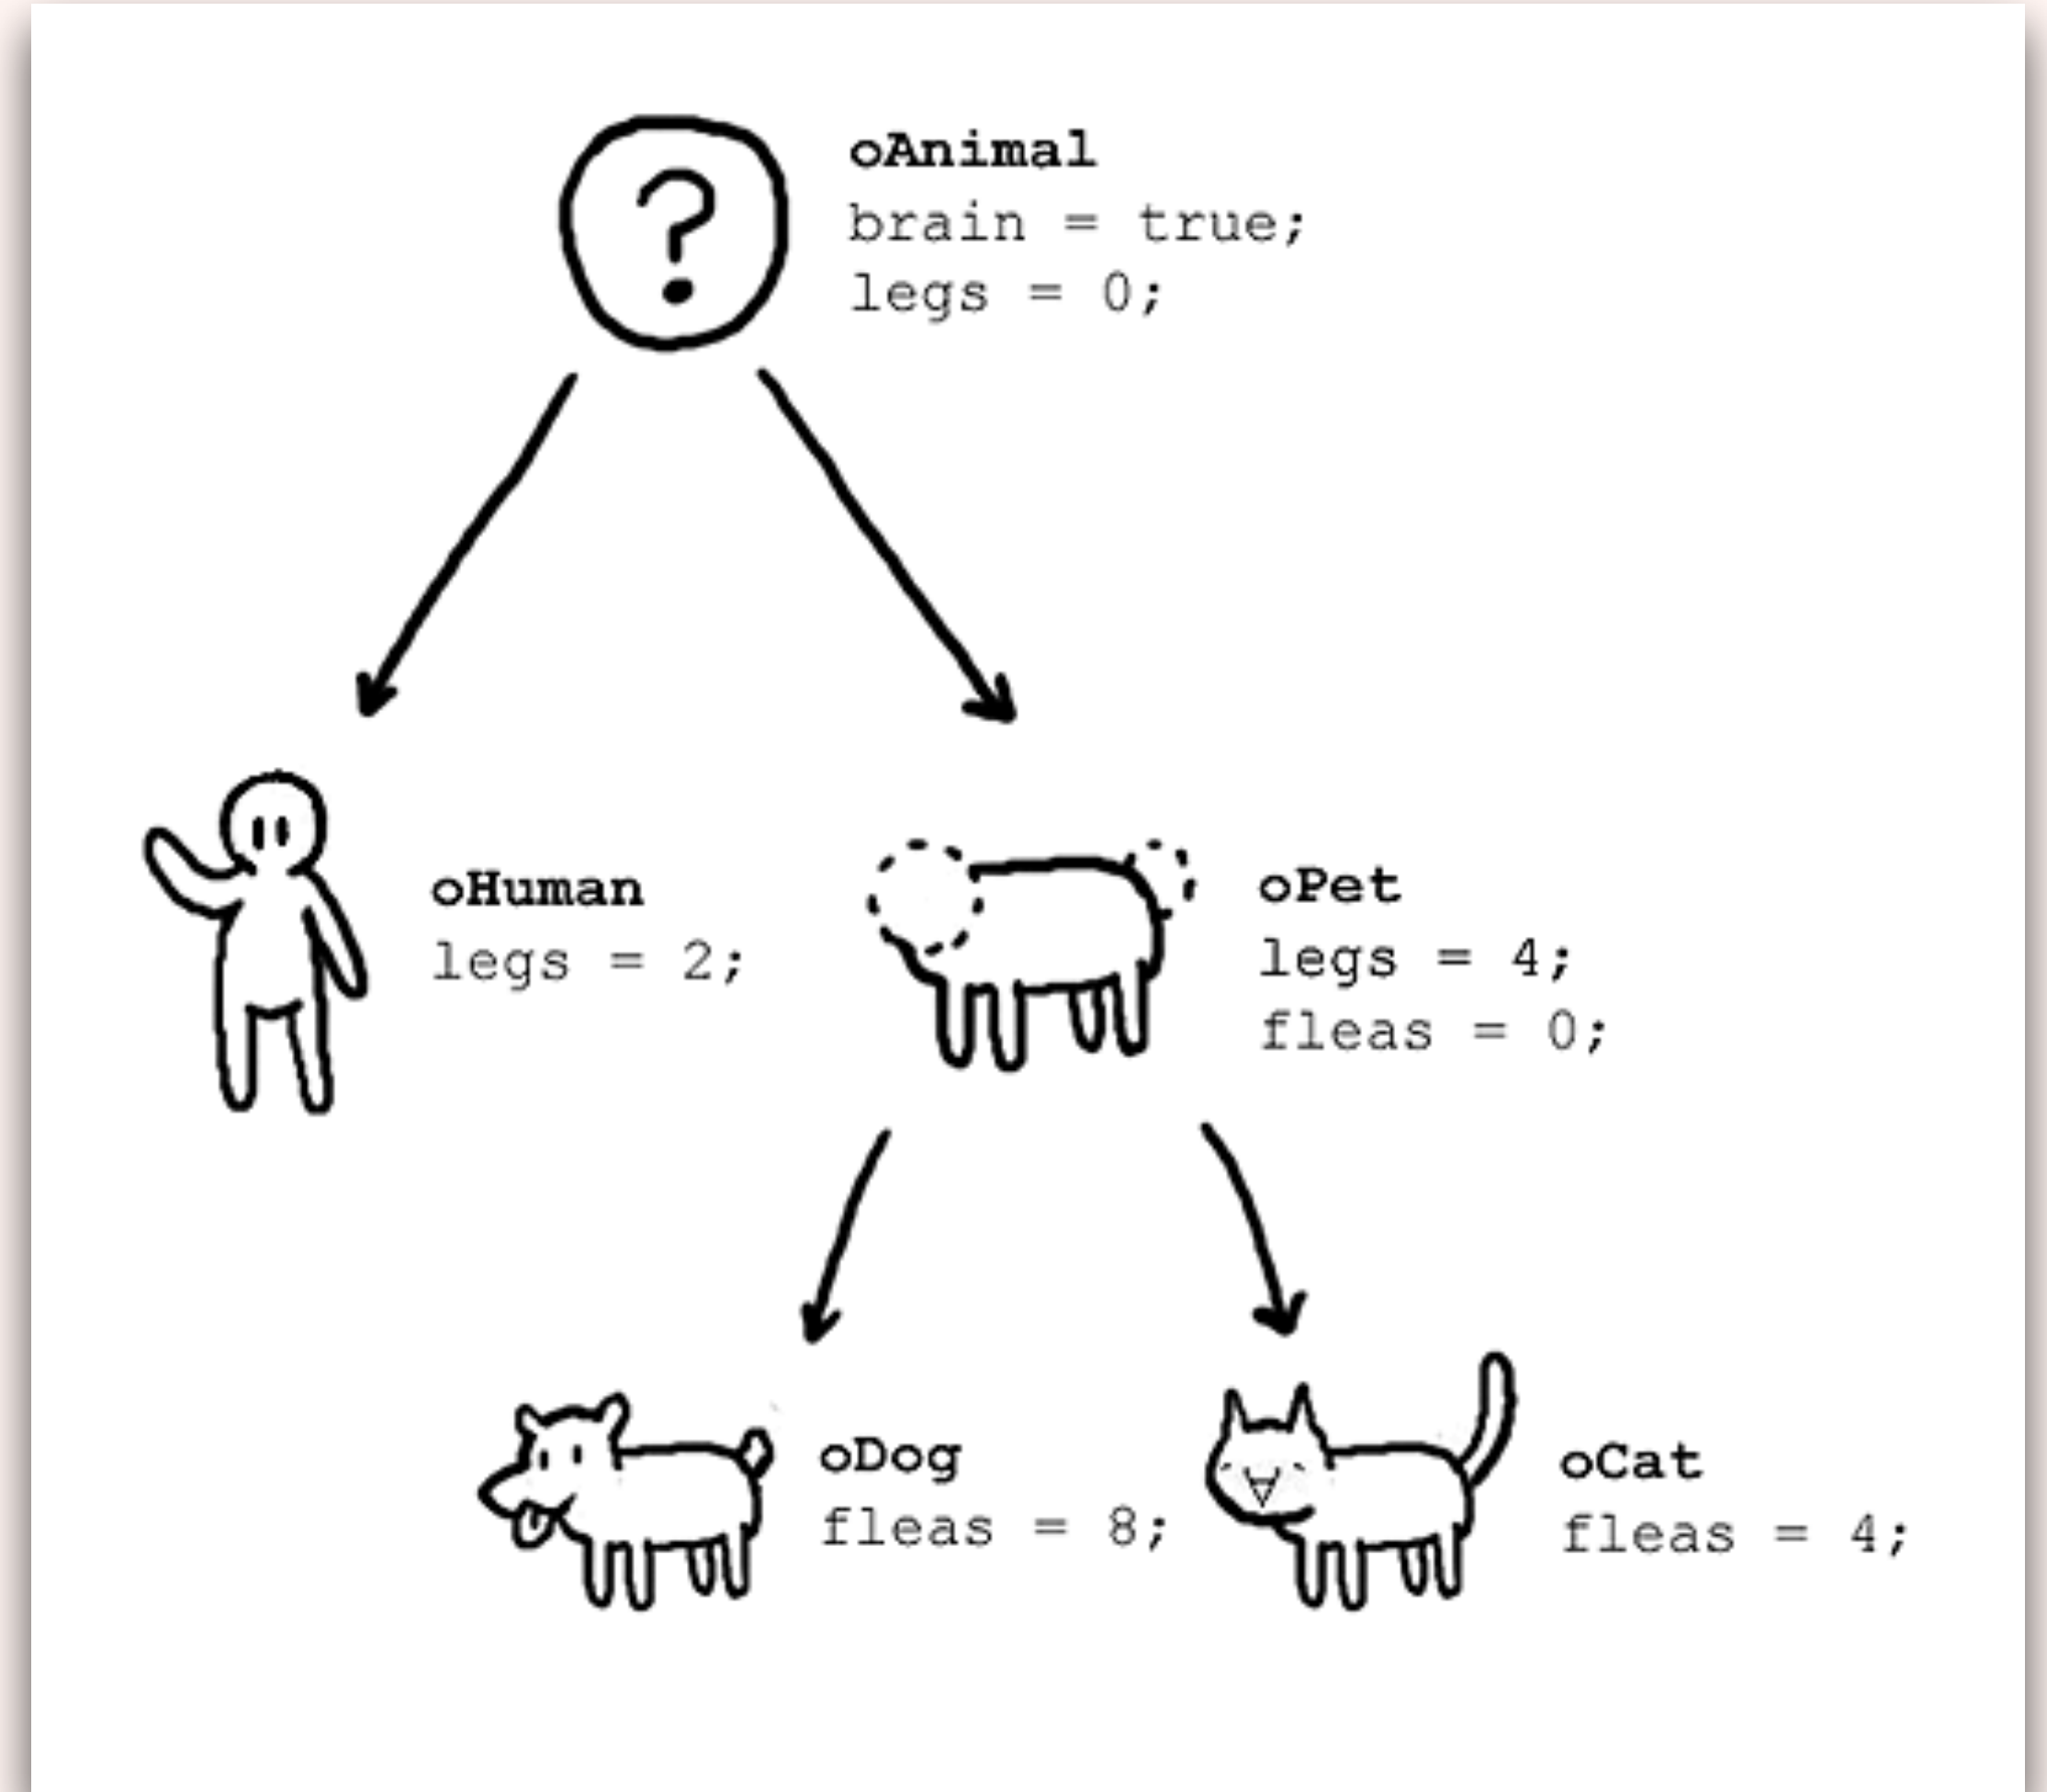 ?
oAnimal
brain = true;
legs = 0;
oHuman
legs = 2;
oPet
legs = 4;
fleas = 0;
oDog
fleas = 8;
oCat
fleas = 4;